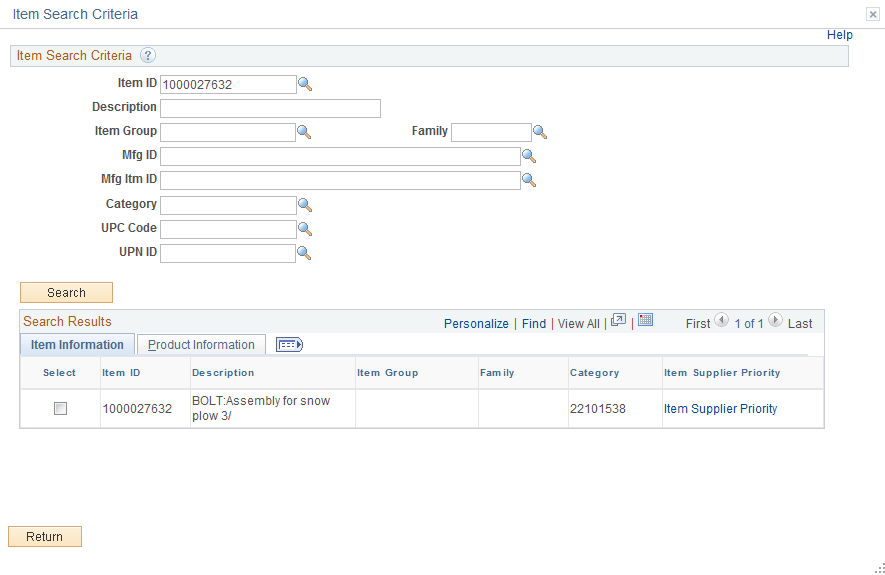 Item Search Criteria
Help
Item Search Criteria ?
Item ID 1000027632
Description
Item Group Family
Mfg ID
Mfg Itm ID
Category
UPC Code
UPN ID
Search
Search Results Personalize | Find | View All | | First 1 of 1 Last
Item Information Product Information
Select Item ID Description Item Group Family Category Item Supplier Priority
1000027632 BOLT:Assembly for snow 22101538 Item Supplier Priority
plow 3/
Return